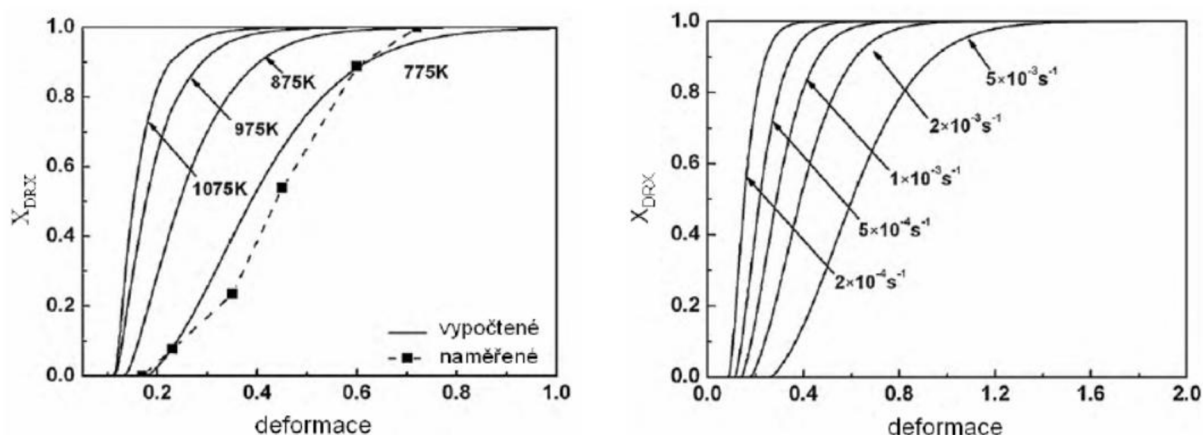 1.0
0.8
0.6
0.4
0.2
0.0
X_DRX
0.2 0.4 0.6 0.8 1.0
deformace
1075K
975K
875K
775K
vypočtené
naměřené
1.0
0.8
0.6
0.4
0.2
0.0
X_DRX
0.0 0.4 0.8 1.2 1.6 2.0
deformace
5×10⁻³s⁻¹
2×10⁻³s⁻¹
1×10⁻³s⁻¹
5×10⁻⁴s⁻¹
2×10⁻⁴s⁻¹